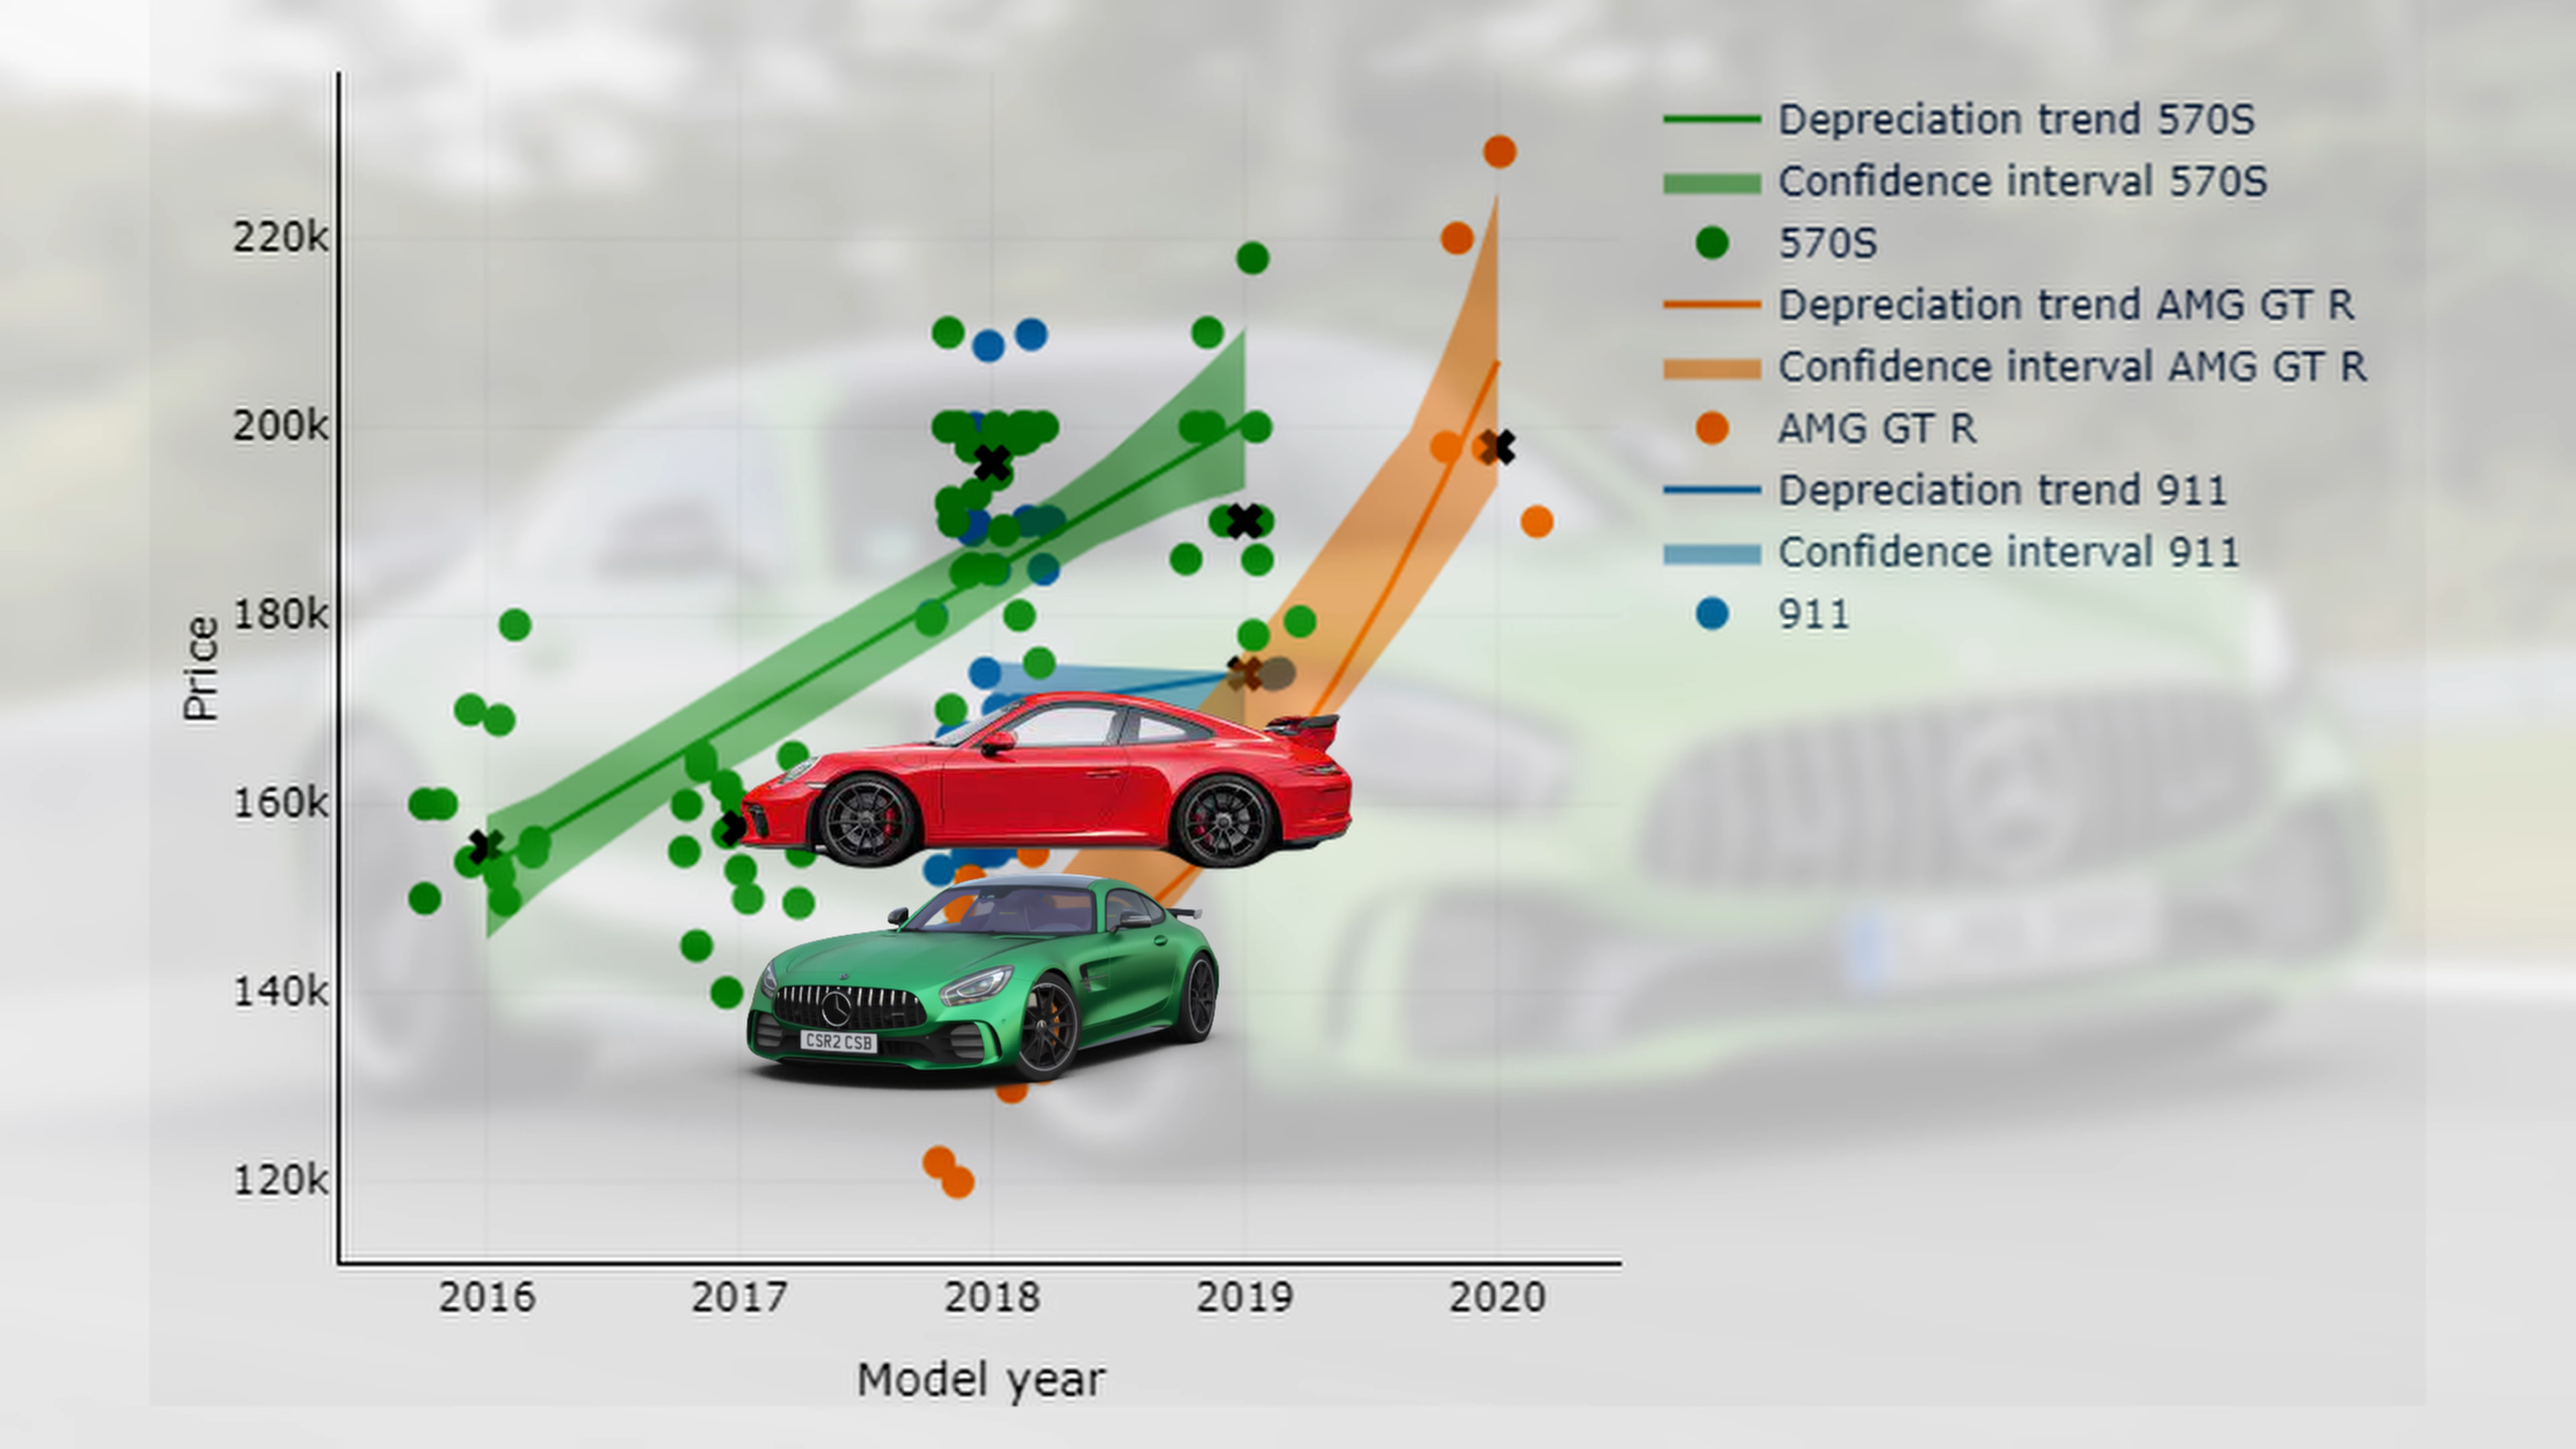 Depreciation trend 570S
Confidence interval 570S
570S
Depreciation trend AMG GT R
Confidence interval AMG GT R
AMG GT R
Depreciation trend 911
Confidence interval 911
911
220k
200k
180k
160k
140k
120k
Price
CSR2 CSB
2016 2017 2018 2019 2020
Model year